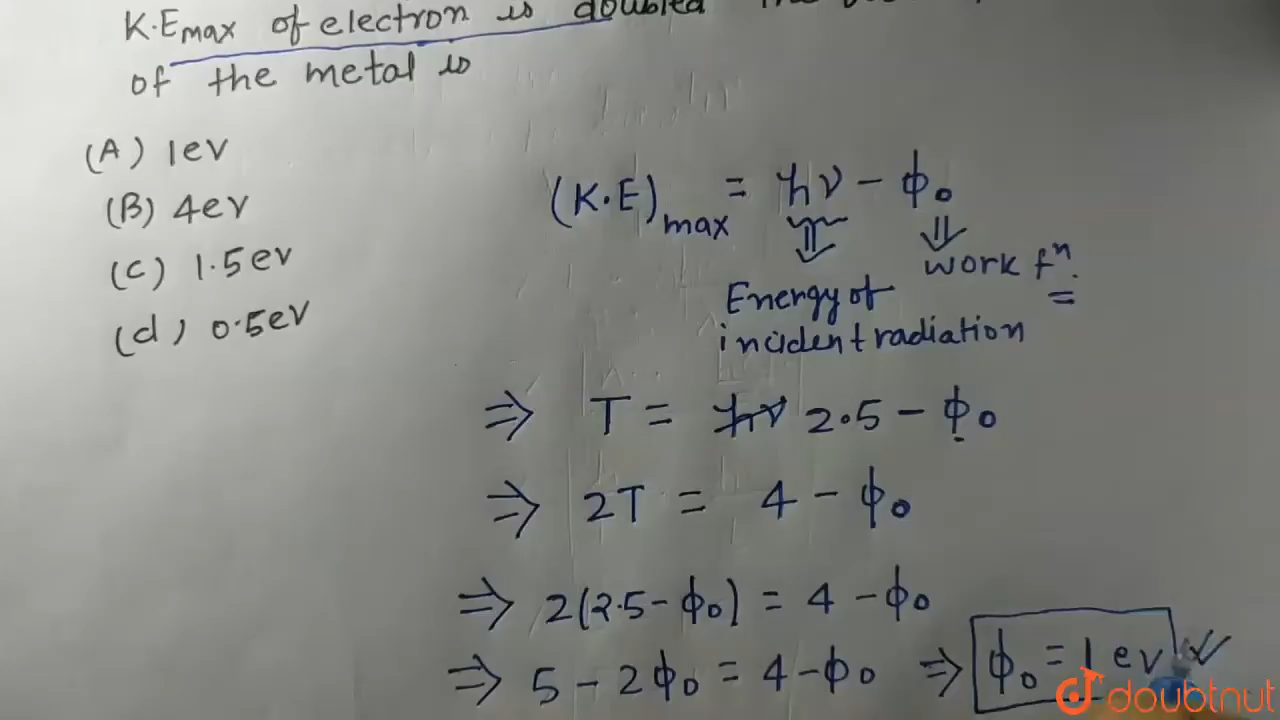 K.Emax of electron is doubled
of the metal is
(A) 1ev
(B) 4ev
(C) 1.5ev
(d) 0.5ev
(K.E)max = hν - ϕ₀
⇓ ⇓
Energy of work fⁿ.
incident radiation
⇒ T = hν 2.5 - ϕ₀
⇒ 2T = 4 - ϕ₀
⇒ 2(2.5 - ϕ₀) = 4 - ϕ₀
⇒ 5 - 2ϕ₀ = 4 - ϕ₀ ⇒ ϕ₀ = 1 ev ✓
doubtnut